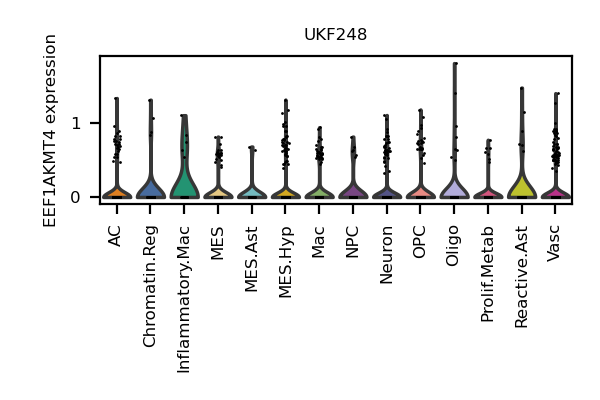 UKF248
EEF1AKMT4 expression
1
0
AC
Chromatin.Reg
Inflammatory.Mac
MES
MES.Ast
MES.Hyp
Mac
NPC
Neuron
OPC
Oligo
Prolif.Metab
Reactive.Ast
Vasc